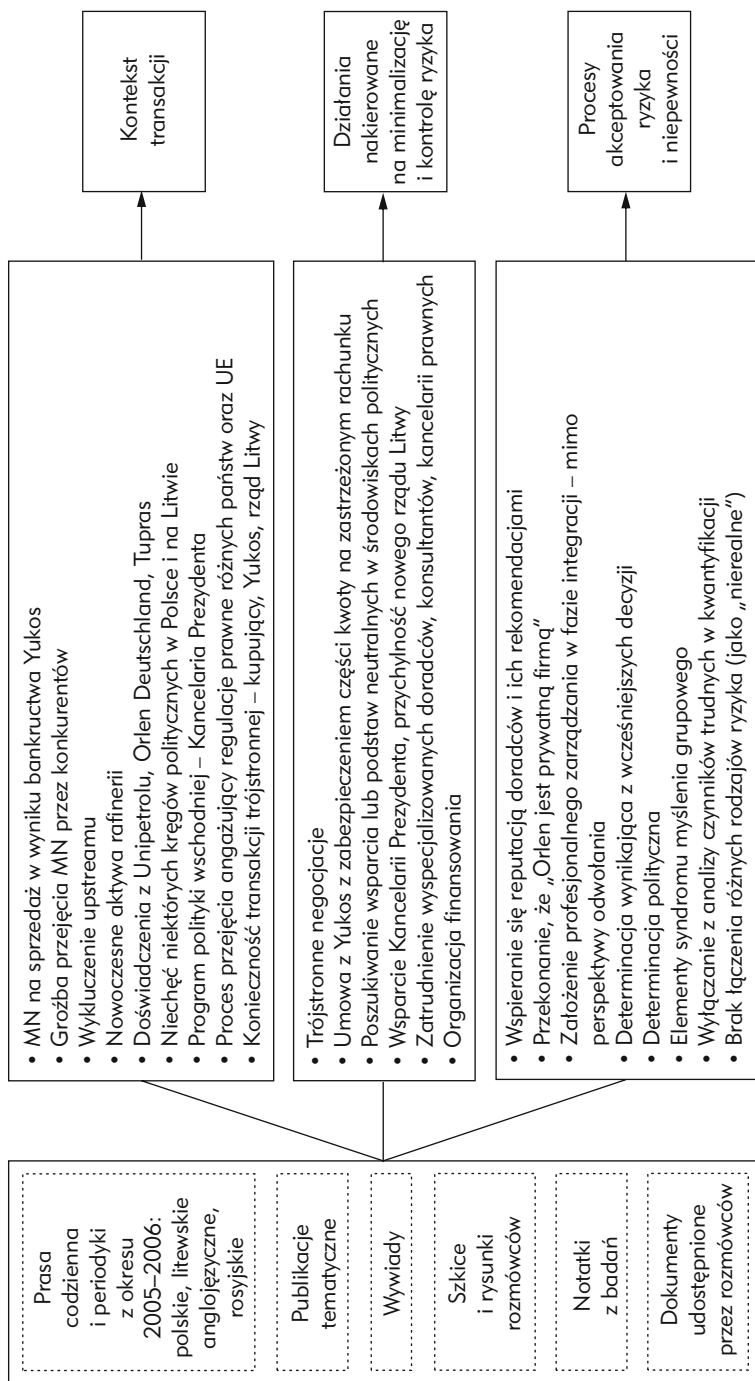 Prasa
codzienna
i periodyki
z okresu
2005–2006:
polskie, litewskie
anglojęzyczne,
rosyjskie
Publikacje
tematyczne
Wywiady
Szkice
i rysunki
rozmówców
Notatki
z badań
Dokumenty
udostępnione
przez rozmówców
• MN na sprzedaż w wyniku bankructwa Yukos
• Groźba przejęcia MN przez konkurentów
• Wykluczenie upstreamu
• Nowoczesne aktywa rafinerii
• Doświadczenia z Unipetrolu, Orlen Deutschland, Tupras
• Niechęć niektórych kręgów politycznych w Polsce i na Litwie
• Program polityki wschodniej – Kancelaria Prezydenta
• Proces przejęcia angażujący regulacje prawne różnych państw oraz UE
• Konieczność transakcji trójstronnej – kupujący, Yukos, rząd Litwy
• Trójstronne negocjacje
• Umowa z Yukos z zabezpieczeniem części kwoty na zastrzeżonym rachunku
• Poszukiwanie wsparcia lub podstaw neutralnych w środowiskach politycznych
• Wsparcie Kancelarii Prezydenta, przychylność nowego rządu Litwy
• Zatrudnienie wyspecjalizowanych doradców, konsultantów, kancelarii prawnych
• Organizacja finansowania
• Wspieranie się reputacją doradców i ich rekomendacjami
• Przekonanie, że „Orlen jest prywatną firmą”
• Założenie profesjonalnego zarządzania w fazie integracji – mimo
perspektywy odwołania
• Determinacja wynikająca z wcześniejszych decyzji
• Determinacja polityczna
• Elementy syndromu myślenia grupowego
• Wyłączanie z analizy czynników trudnych w kwantyfikacji
• Brak łączenia różnych rodzajów ryzyka (jako „nierealne”)
Kontekst
transakcji
Działania
nakierowane
na minimalizację
i kontrolę ryzyka
Procesy
akceptowania
ryzyka
i niepewności